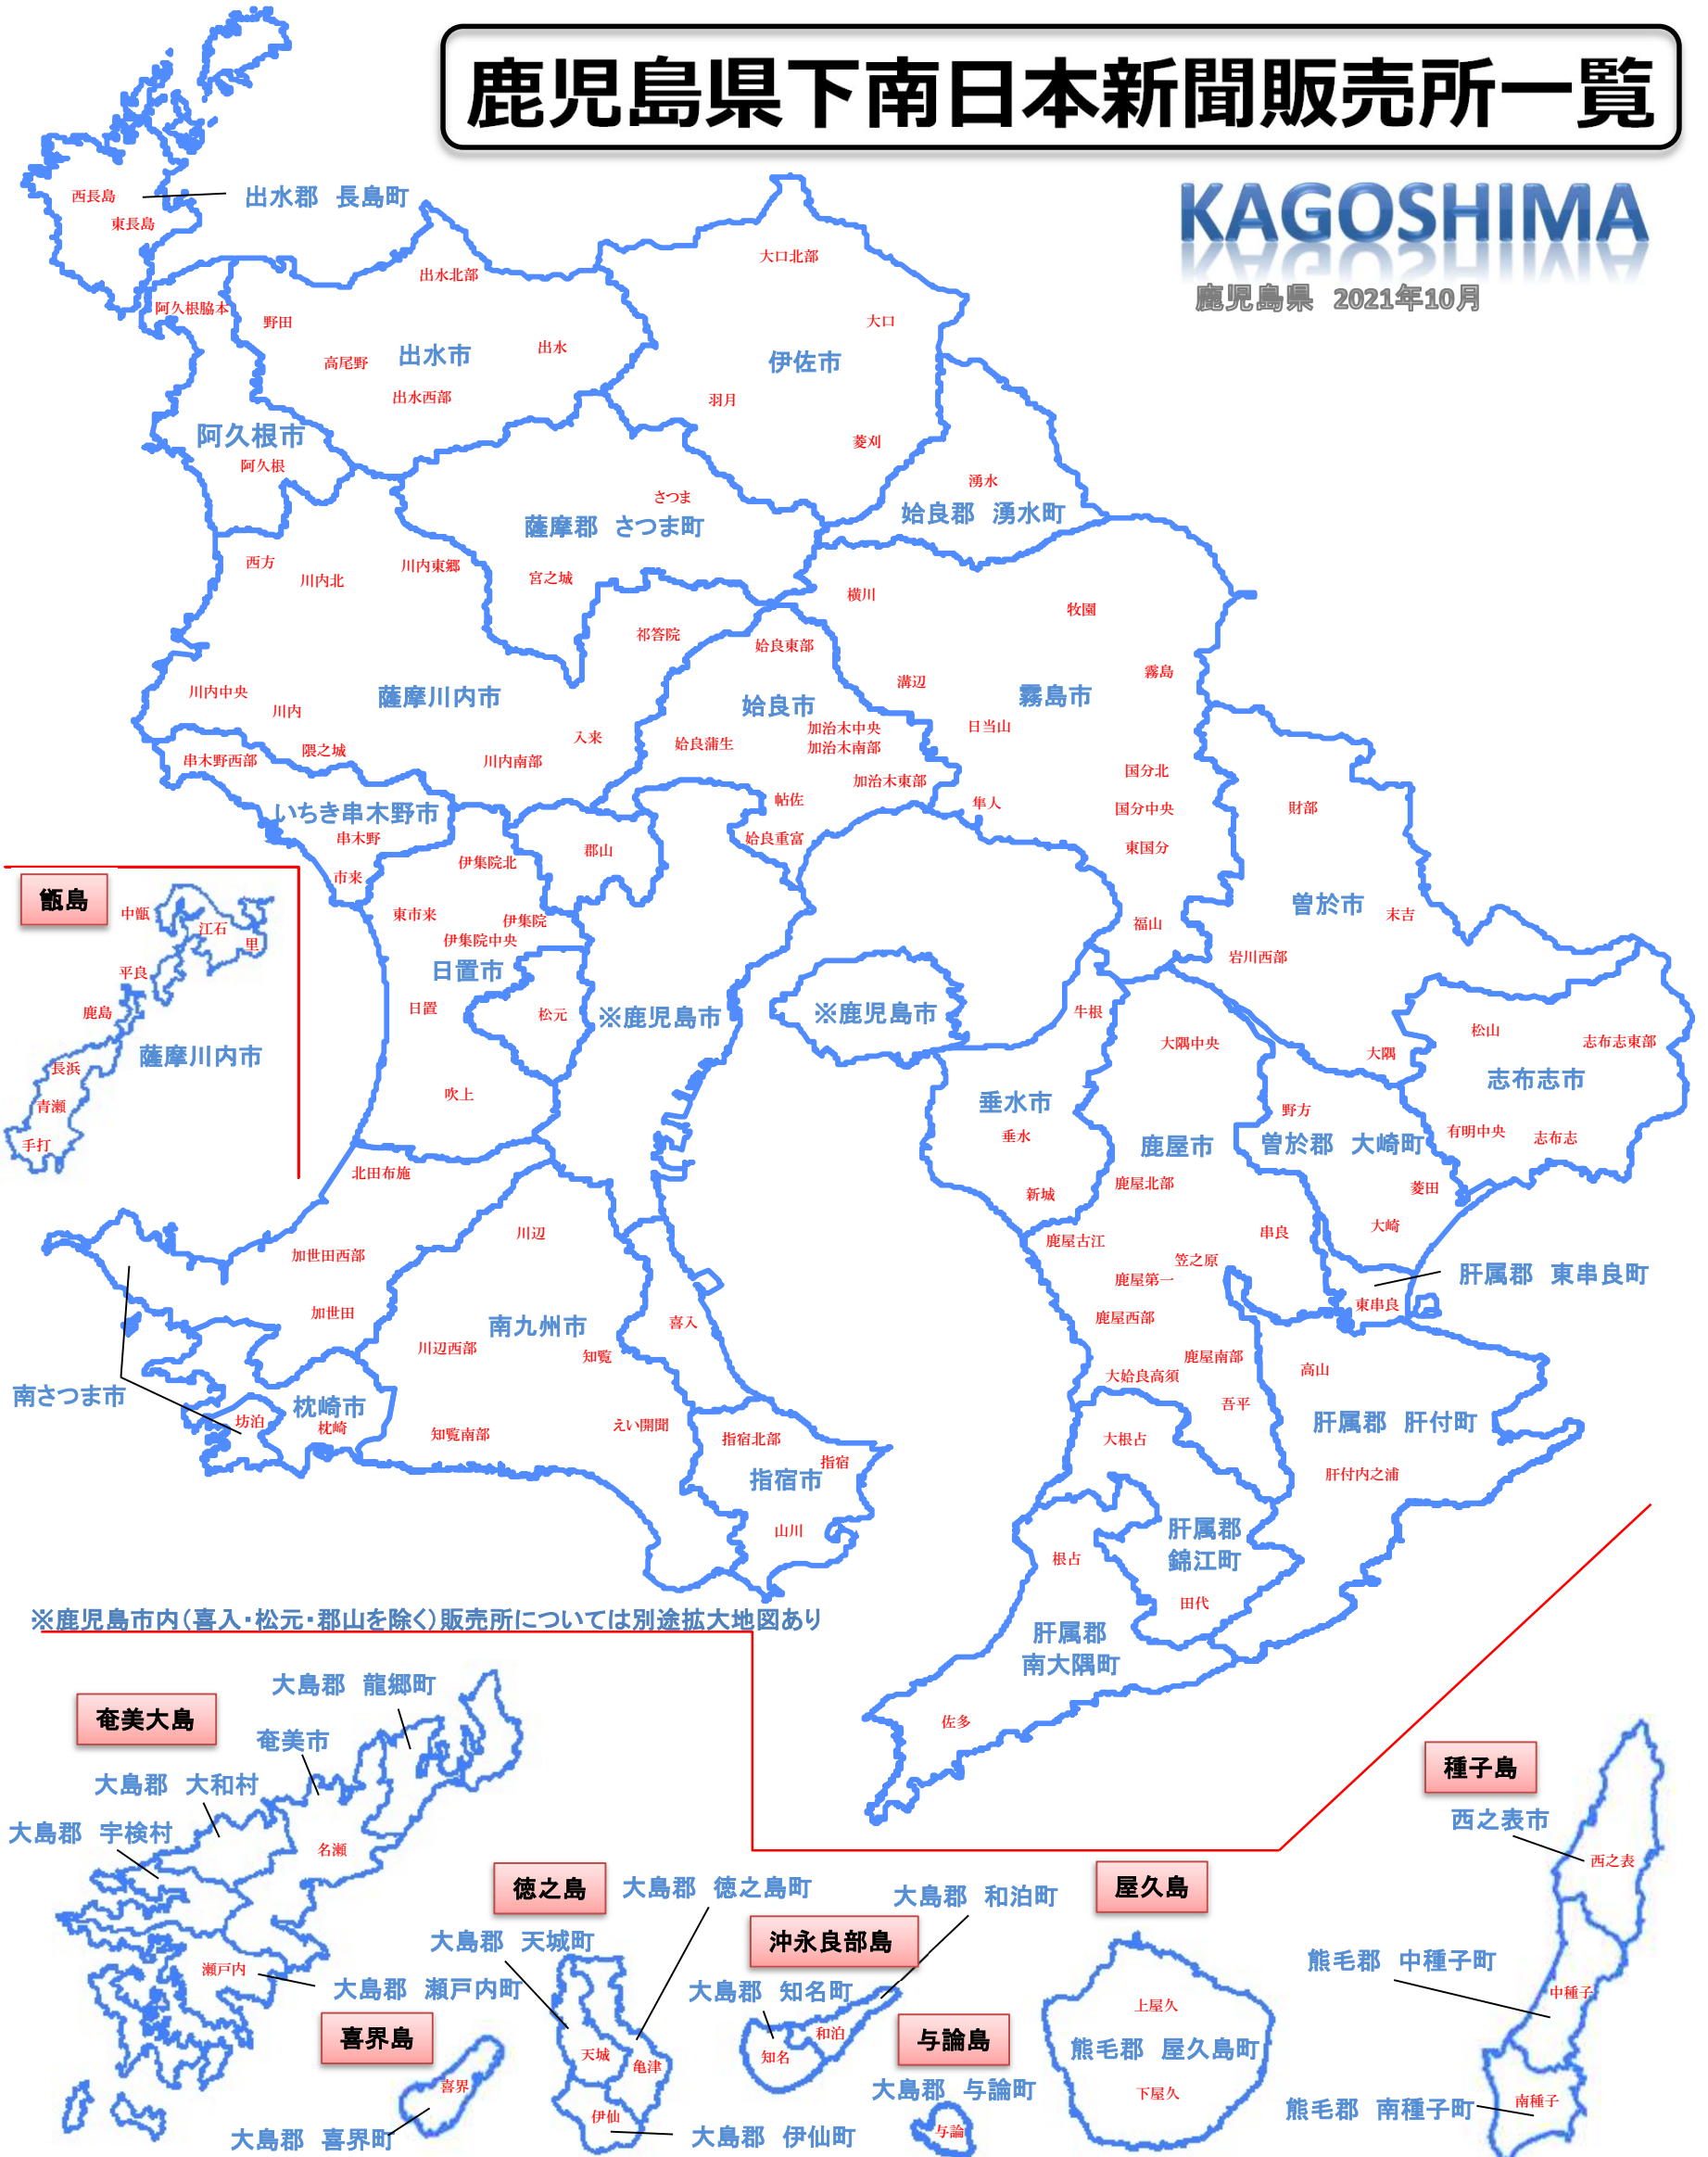 鹿児島県下南日本新聞販売所一覧
KAGOSHIMA
鹿児島県　2021年10月
西長島
出水郡　長島町
東長島
大口北部
出水北部
阿久根脇本
野田
大口
出水
出水市
高尾野
伊佐市
出水西部
羽月
阿久根市
菱刈
阿久根
湧水
さつま
姶良郡　湧水町
薩摩郡　さつま町
西方
川内東郷
川内北
宮之城
横川
牧園
祁答院
姶良東部
霧島
溝辺
川内中央
薩摩川内市
霧島市
姶良市
川内
日当山
加治木中央
入来
姶良蒲生
加治木南部
隈之城
串木野西部
川内南部
国分北
加治木東部
帖佐
隼人
国分中央
財部
いちき串木野市
串木野
姶良重富
郡山
東国分
伊集院北
市来
甑島
曽於市
中甑
東市来
伊集院
末吉
江石
福山
伊集院中央
里
岩川西部
日置市
平良
日置
鹿島
松元
※鹿児島市
※鹿児島市
牛根
松山
大隅中央
志布志東部
大隅
薩摩川内市
長浜
志布志市
吹上
垂水市
青瀬
野方
垂水
有明中央
志布志
手打
鹿屋市
曽於郡　大崎町
北田布施
鹿屋北部
菱田
新城
大崎
川辺
串良
鹿屋古江
加世田西部
笠之原
肝属郡　東串良町
鹿屋第一
東串良
加世田
鹿屋西部
喜入
南九州市
川辺西部
知覧
鹿屋南部
高山
大姶良高須
南さつま市
吾平
枕崎市
坊泊
枕崎
えい開聞
肝属郡　肝付町
知覧南部
指宿北部
大根占
指宿
肝付内之浦
指宿市
山川
肝属郡
錦江町
根占
田代
※鹿児島市内(喜入・松元・郡山を除く)販売所については別途拡大地図あり
肝属郡
南大隅町
佐多
大島郡　龍郷町
奄美大島
奄美市
大島郡　大和村
大島郡　宇検村
名瀬
種子島
西之表市
西之表
徳之島
大島郡　徳之島町
大島郡　和泊町
屋久島
大島郡　天城町
沖永良部島
熊毛郡　中種子町
瀬戸内
大島郡　瀬戸内町
大島郡　知名町
中種子
上屋久
和泊
喜界島
与論島
熊毛郡　屋久島町
天城
知名
亀津
喜界
大島郡　与論町
下屋久
南種子
熊毛郡　南種子町
伊仙
与論
大島郡　喜界町
大島郡　伊仙町